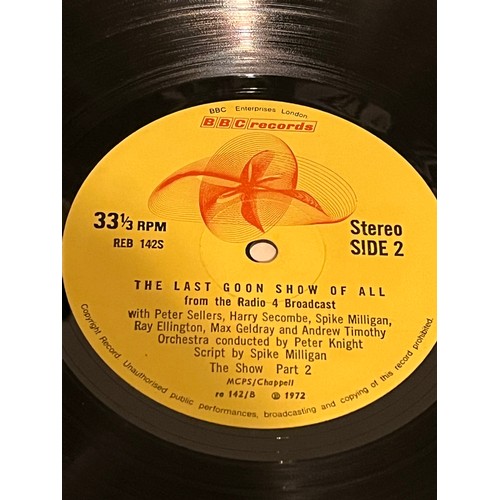 BBC Enterprises London
BBC records
33⅓ RPM
REB 142S
Stereo
SIDE 2
THE LAST GOON SHOW OF ALL
from the Radio 4 Broadcast
with Peter Sellers, Harry Secombe, Spike Milligan,
Ray Ellington, Max Geldray and Andrew Timothy
Orchestra conducted by Peter Knight
Script by Spike Milligan
The Show Part 2
MCPS/Chappell
re 142/B ℗ 1972
Copyright Record. Unauthorised public performances, broadcasting and copying of this record prohibited.